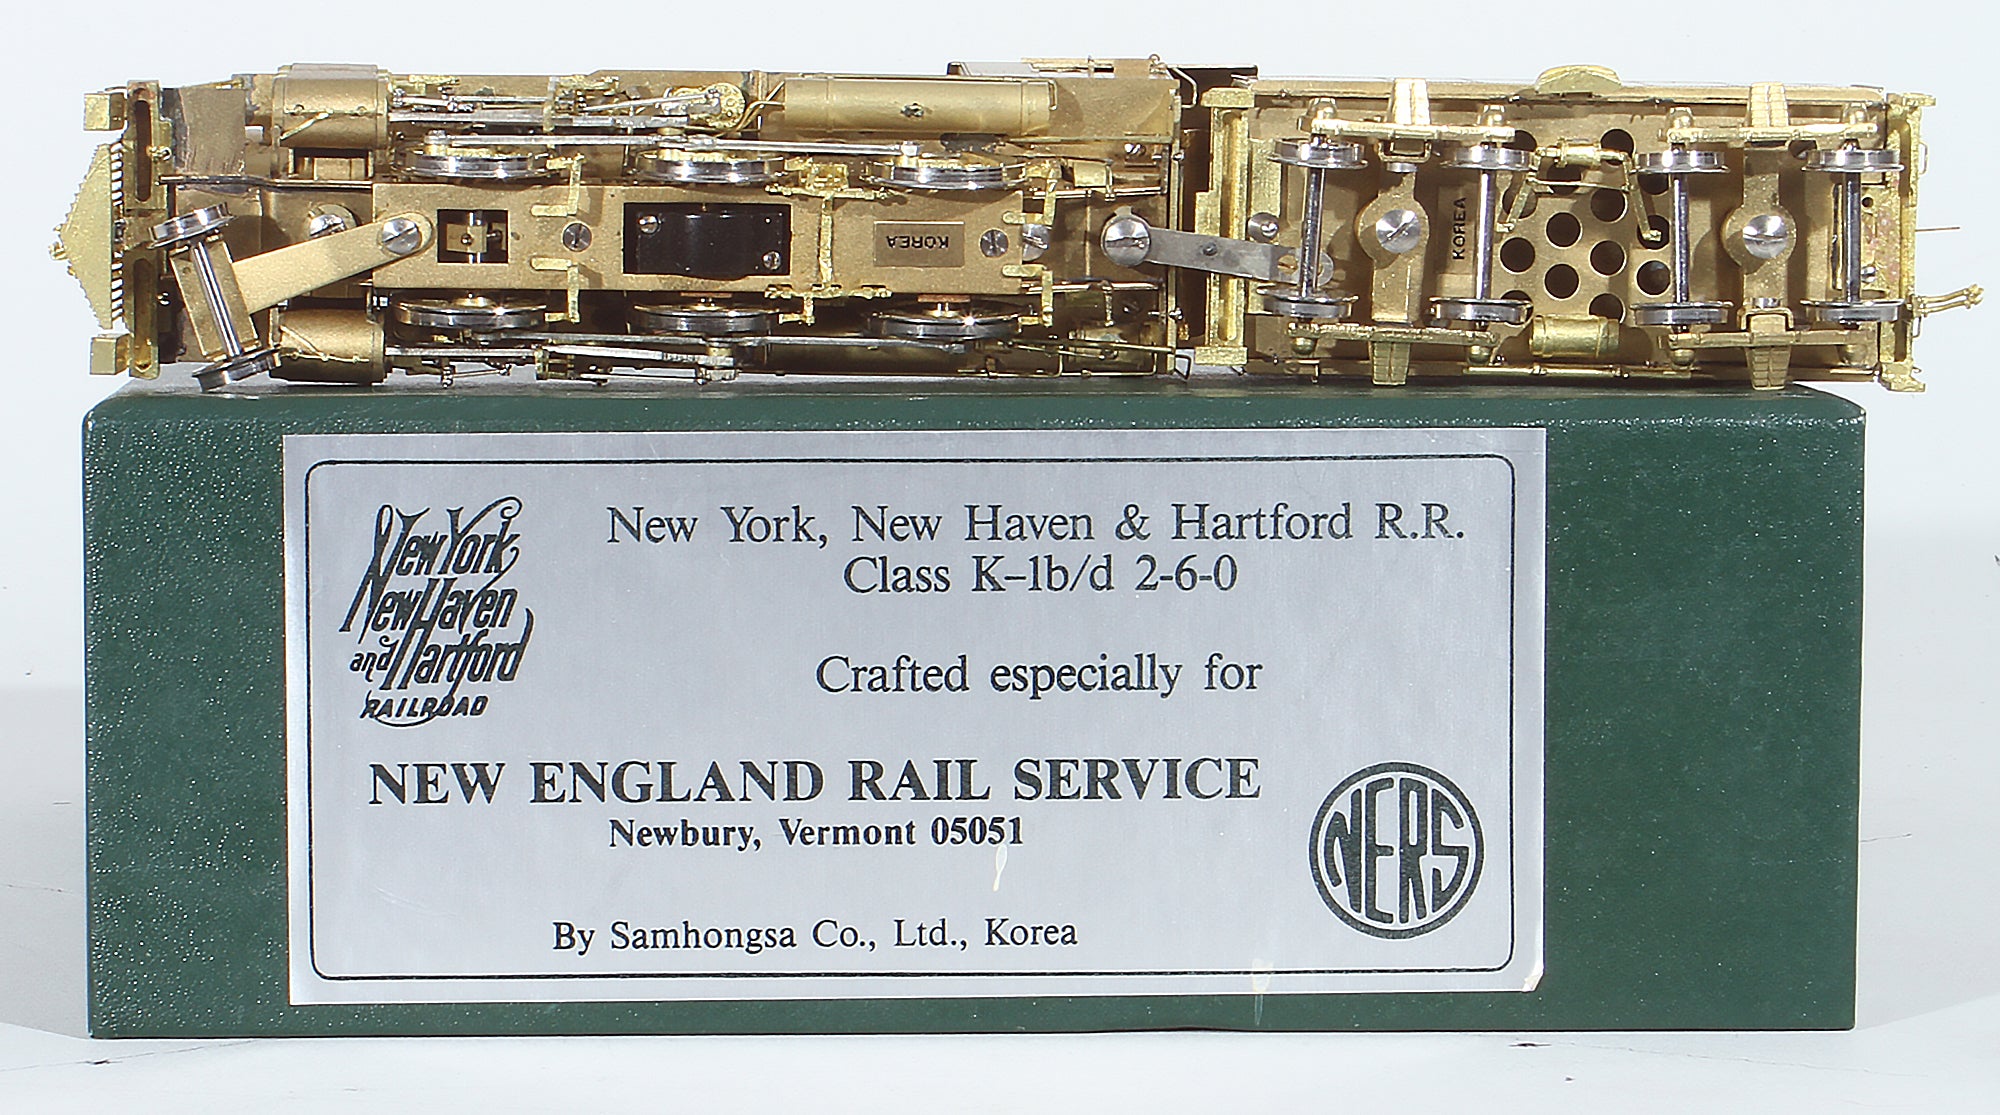 KOREA
KOREA
New York
New Haven
and Hartford
RAILROAD
New York, New Haven & Hartford R.R.
Class K-1b/d 2-6-0
Crafted especially for
NEW ENGLAND RAIL SERVICE
Newbury, Vermont 05051
NERS
By Samhongsa Co., Ltd., Korea